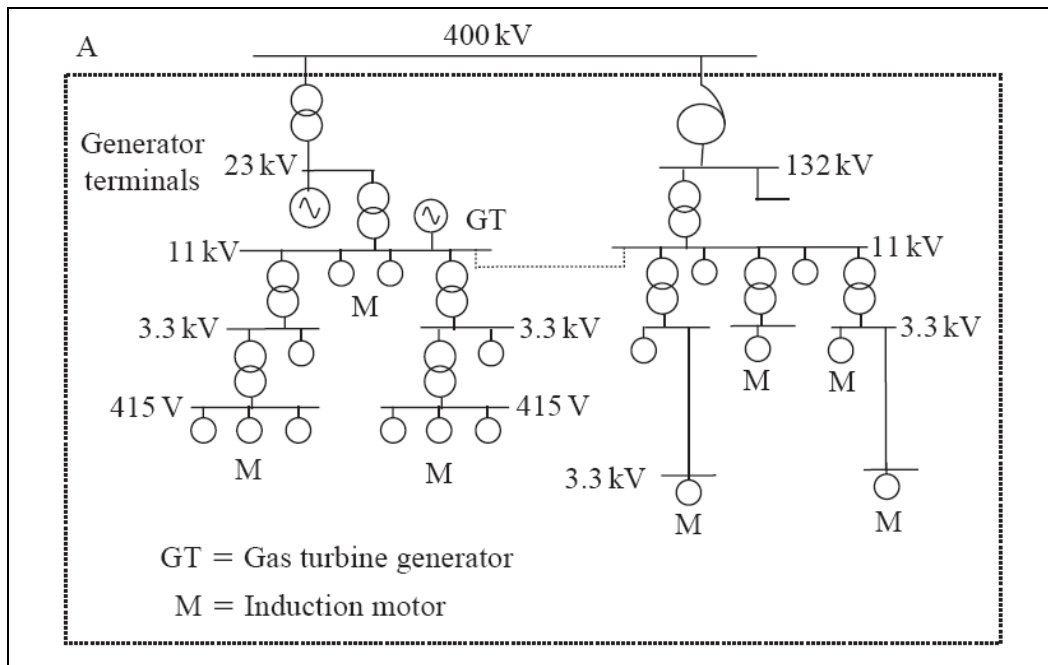 A
400 kV
Generator
terminals
23 kV
132 kV
GT
11 kV
11 kV
M
3.3 kV
3.3 kV
3.3 kV
M
M
415 V
415 V
M
M
3.3 kV
M
M
GT = Gas turbine generator
M = Induction motor